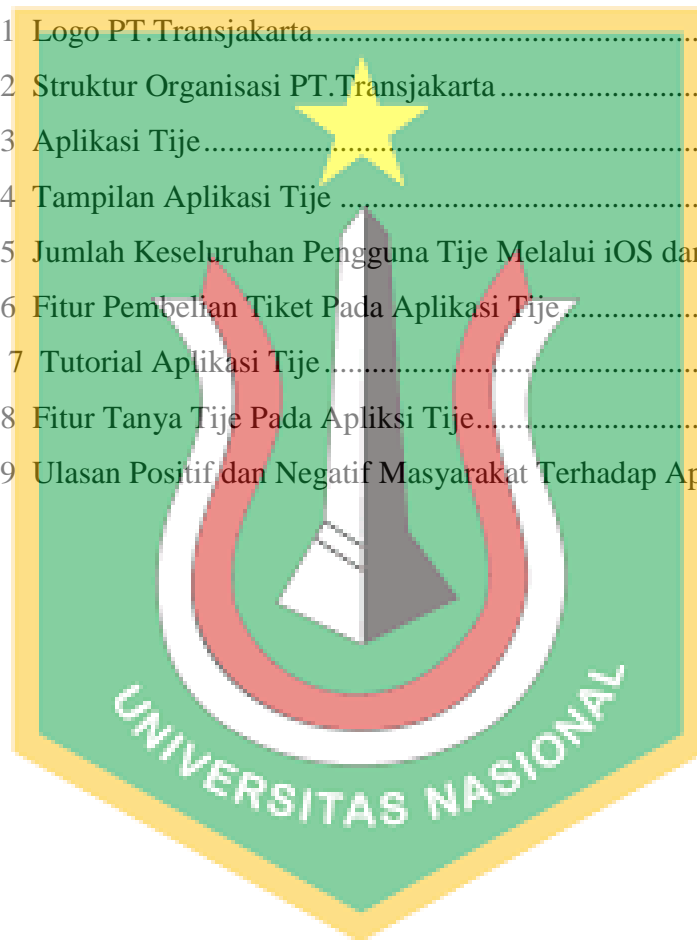 1 Logo PT.Transjakarta........................................................
2 Struktur Organisasi PT.Transjakarta.........................
3 Aplikasi Tije.....................................................................
4 Tampilan Aplikasi Tije ...................................................
5 Jumlah Keseluruhan Pengguna Tije Melalui iOS dan
6 Fitur Pembelian Tiket Pada Aplikasi Tije...................
7 Tutorial Aplikasi Tije .....................................................
8 Fitur Tanya Tije Pada Apliksi Tije..............................
9 Ulasan Positif dan Negatif Masyarakat Terhadap Ap
UNIVERSITAS NASIONAL